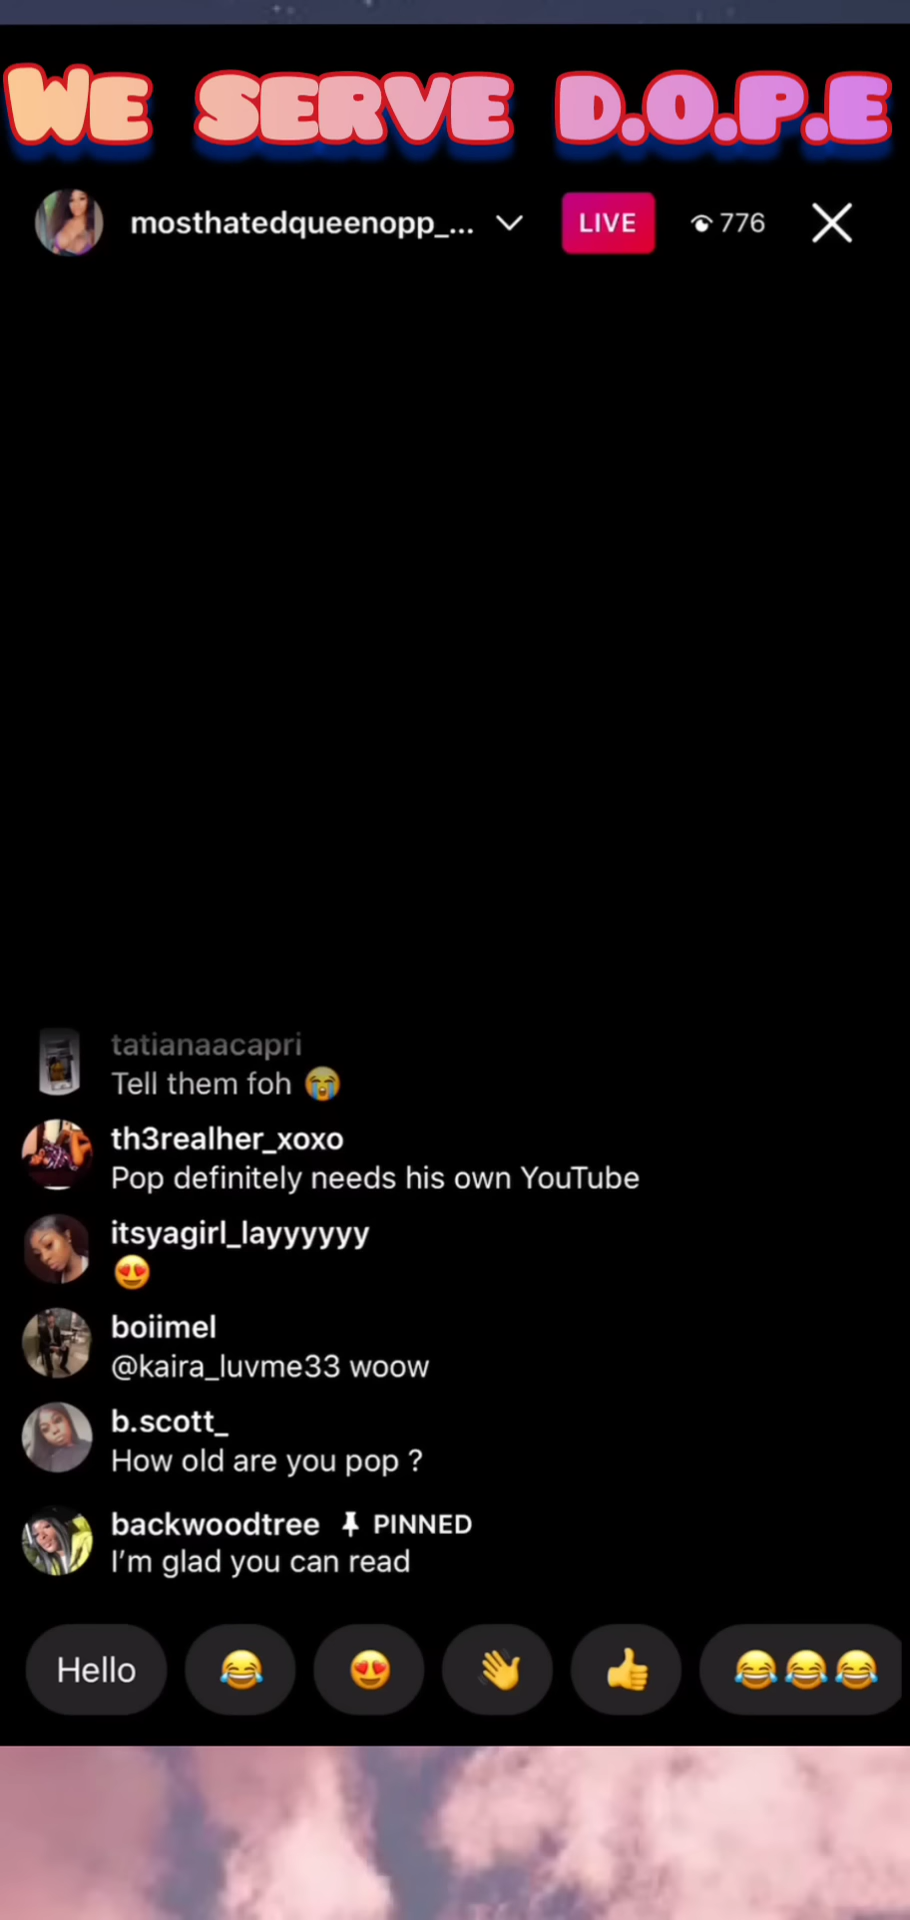 WE SERVE D.O.P.E
mosthatedqueenopp_... LIVE 776
tatianaacapri
Tell them foh 😭
th3realher_xoxo
Pop definitely needs his own YouTube
itsyagirl_layyyyyy
😍
boiimel
@kaira_luvme33 woow
b.scott_
How old are you pop ?
backwoodtree PINNED
I'm glad you can read
Hello 😂 😍 👋 👍 😂😂😂